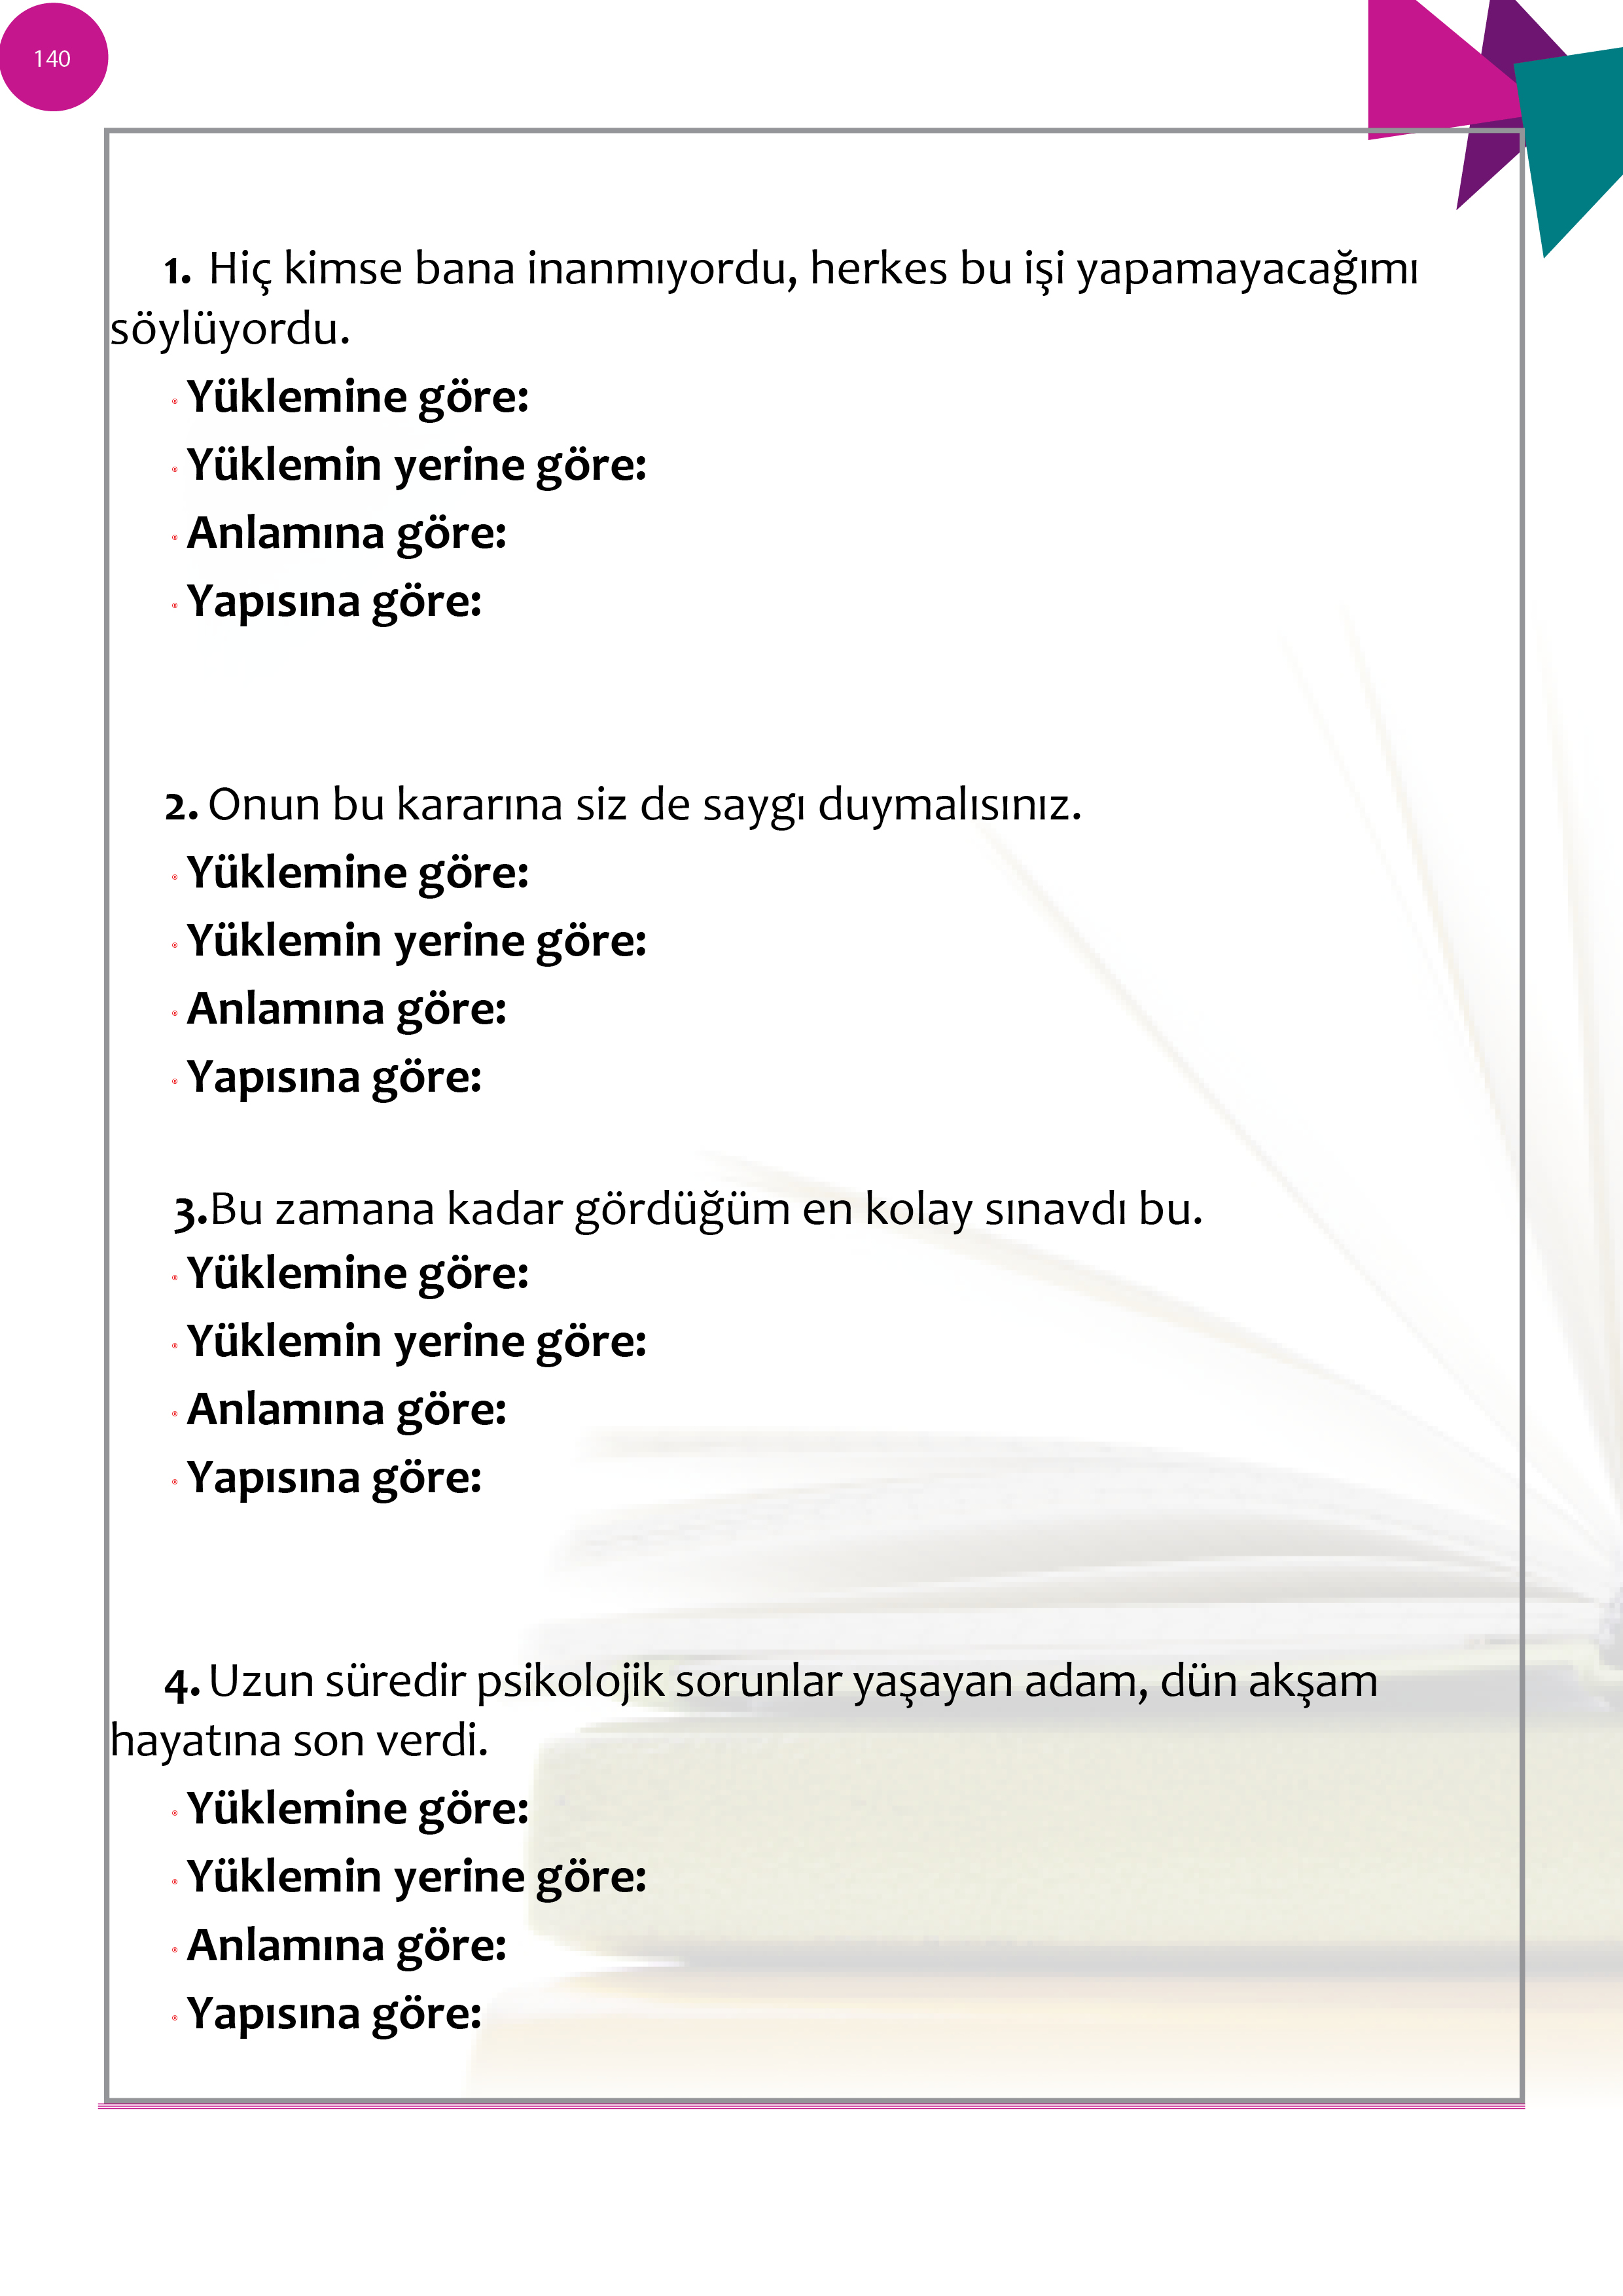 140
1. Hiç kimse bana inanmıyordu, herkes bu işi yapamayacağımı
söylüyordu.
Yüklemine göre:
Yüklemin yerine göre:
Anlamına göre:
Yapısına göre:
2. Onun bu kararına siz de saygı duymalısınız.
Yüklemine göre:
Yüklemin yerine göre:
Anlamına göre:
Yapısına göre:
3.Bu zamana kadar gördüğüm en kolay sınavdı bu.
Yüklemine göre:
Yüklemin yerine göre:
Anlamına göre:
Yapısına göre:
4. Uzun süredir psikolojik sorunlar yaşayan adam, dün akşam
hayatına son verdi.
Yüklemine göre:
Yüklemin yerine göre:
Anlamına göre:
Yapısına göre: